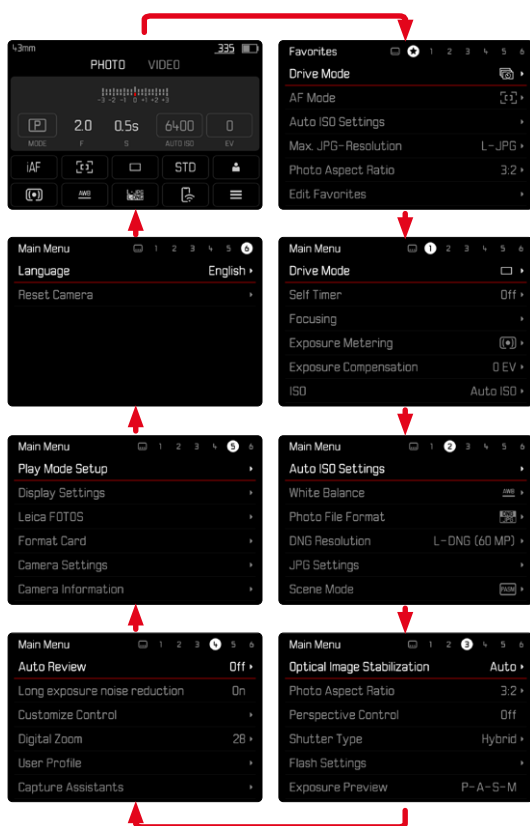 43mm 335
PHOTO VIDEO
-3 -2 -1 0 +1 +2 +3
P 2.0 0.5s 6400 0
MODE F S AUTO ISO EV
iAF STD
AWB L-JPG L-DNG
Favorites 1 2 3 4 5 6
Drive Mode
AF Mode
Auto ISO Settings
Max. JPG-Resolution L-JPG
Photo Aspect Ratio 3:2
Edit Favorites
Main Menu 1 2 3 4 5 6
Language English
Reset Camera
Main Menu 1 2 3 4 5 6
Drive Mode
Self Timer Off
Focusing
Exposure Metering
Exposure Compensation 0 EV
ISO Auto ISO
Main Menu 1 2 3 4 5 6
Play Mode Setup
Display Settings
Leica FOTOS
Format Card
Camera Settings
Camera Information
Main Menu 1 2 3 4 5 6
Auto ISO Settings
White Balance AWB
Photo File Format DNG JPG
DNG Resolution L-DNG (60 MP)
JPG Settings
Scene Mode PASM
Main Menu 1 2 3 4 5 6
Auto Review Off
Long exposure noise reduction On
Customize Control
Digital Zoom 28
User Profile
Capture Assistants
Main Menu 1 2 3 4 5 6
Optical Image Stabilization Auto
Photo Aspect Ratio 3:2
Perspective Control Off
Shutter Type Hybrid
Flash Settings
Exposure Preview P-A-S-M